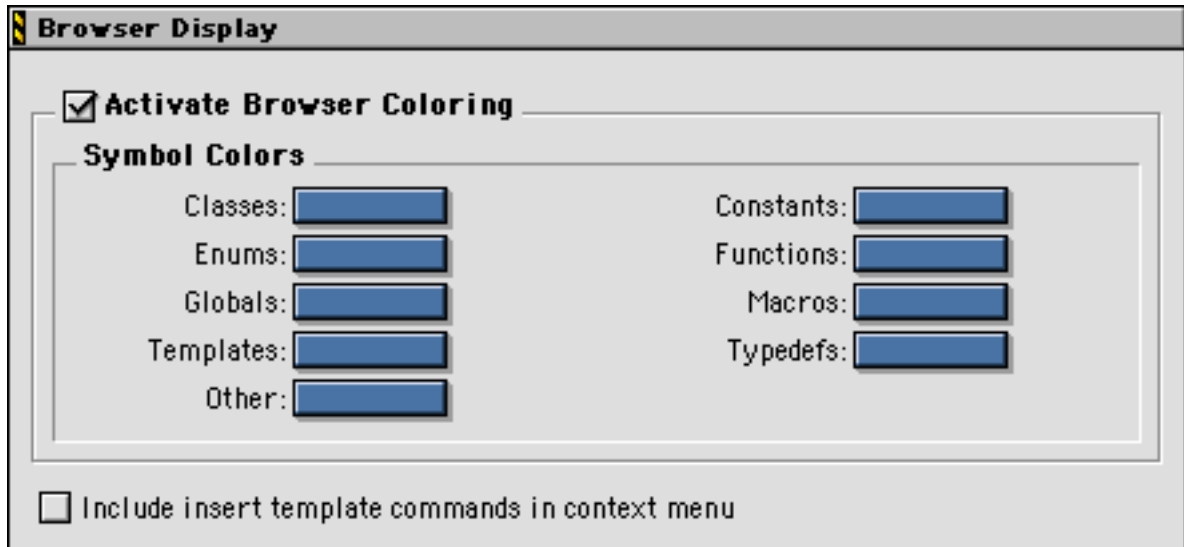 Browser Display
Activate Browser Coloring
Symbol Colors
Classes:
Constants:
Enums:
Functions:
Globals:
Macros:
Templates:
Typedefs:
Other:
Include insert template commands in context menu